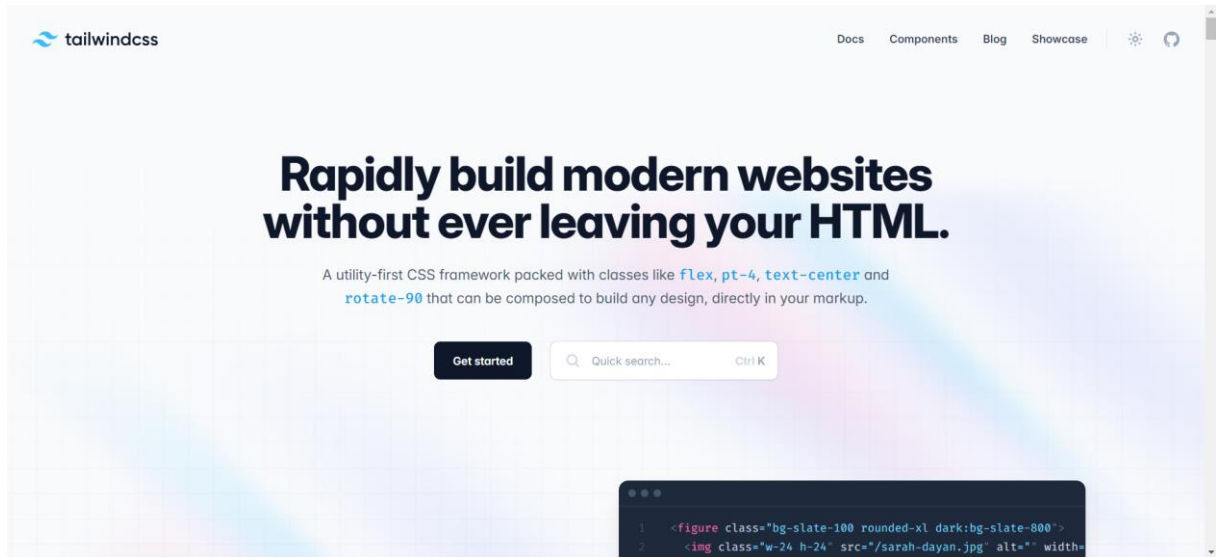 tailwindcss
Docs Components Blog Showcase
Rapidly build modern websites
without ever leaving your HTML.
A utility-first CSS framework packed with classes like flex, pt-4, text-center and
rotate-90 that can be composed to build any design, directly in your markup.
Get started
Quick search... Ctrl K
1 <figure class="bg-slate-100 rounded-xl dark:bg-slate-800">
2 <img class="w-24 h-24" src="/sarah-dayan.jpg" alt="" width=